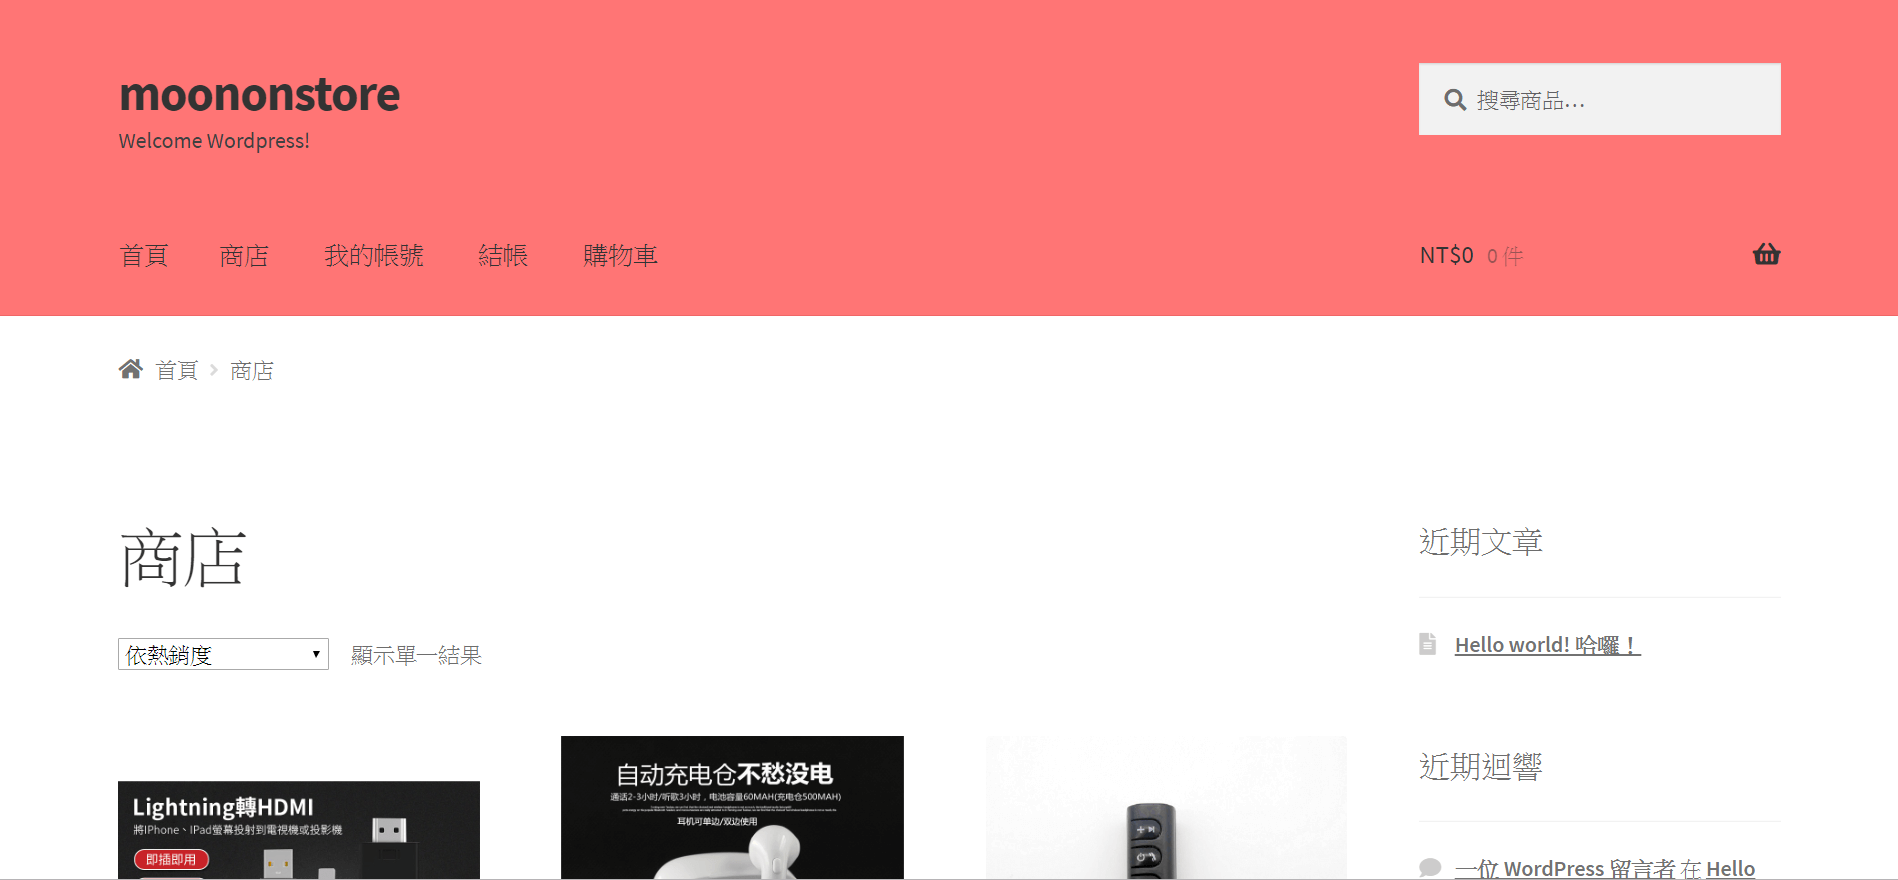 moononstore
Welcome Wordpress!
搜尋商品…
首頁 商店 我的帳號 結帳 購物車
NT$0 0 件
首頁 商店
商店
依熱銷度 顯示單一結果
Lightning轉HDMI
將IPhone、IPad螢幕投射到電視機或投影機
即插即用
自动充电仓不愁没电
通话2-3小时/听歌3小时，电池容量60MAH(充电仓500MAH)
耳机可单边/双边使用
近期文章
Hello world! 哈囉！
近期迴響
一位 WordPress 留言者 在 Hello